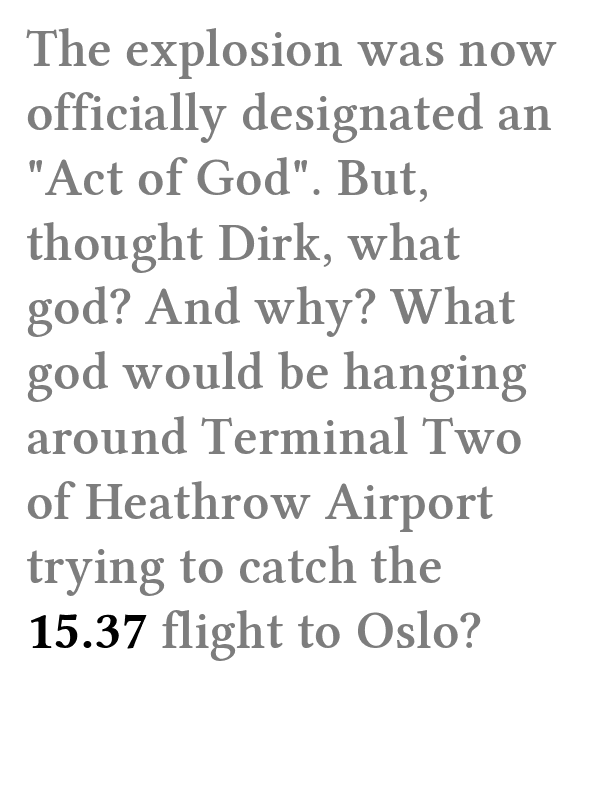 The explosion was now
officially designated an
"Act of God". But,
thought Dirk, what
god? And why? What
god would be hanging
around Terminal Two
of Heathrow Airport
trying to catch the
15.37 flight to Oslo?